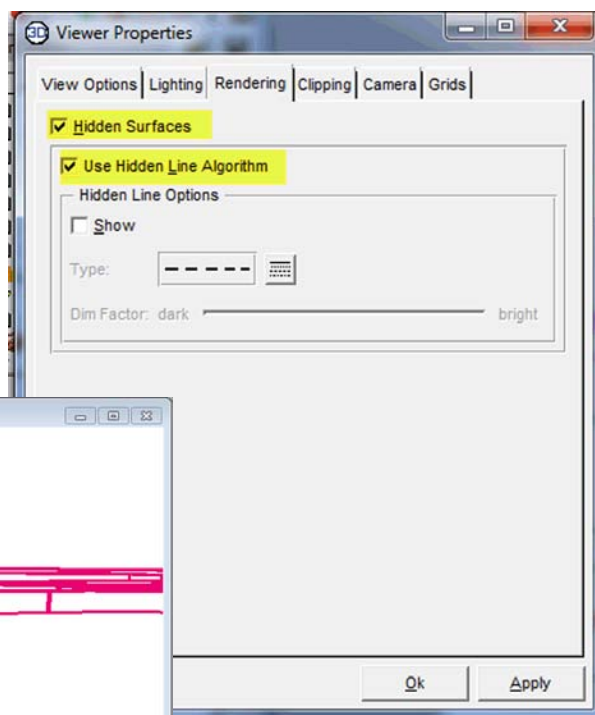 3D Viewer Properties
View Options Lighting Rendering Clipping Camera Grids
Hidden Surfaces
Use Hidden Line Algorithm
Hidden Line Options
Show
Type:
Dim Factor: dark bright
Ok Apply